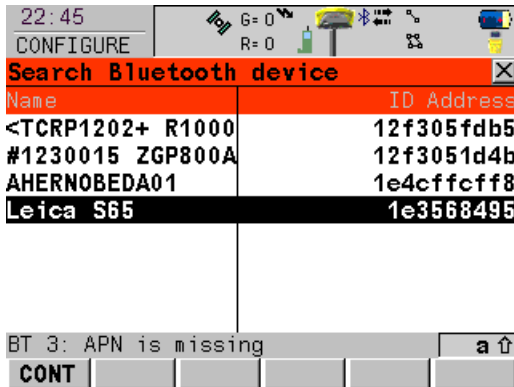 22:45
CONFIGURE
G= 0
R= 0
Search Bluetooth device
Name ID Address
<TCRP1202+ R1000 12f305fdb5
#1230015 ZGP800A 12f3051d4b
AHERNOBEDA01 1e4cffcff8
Leica S65 1e3568495
BT 3: APN is missing a
CONT